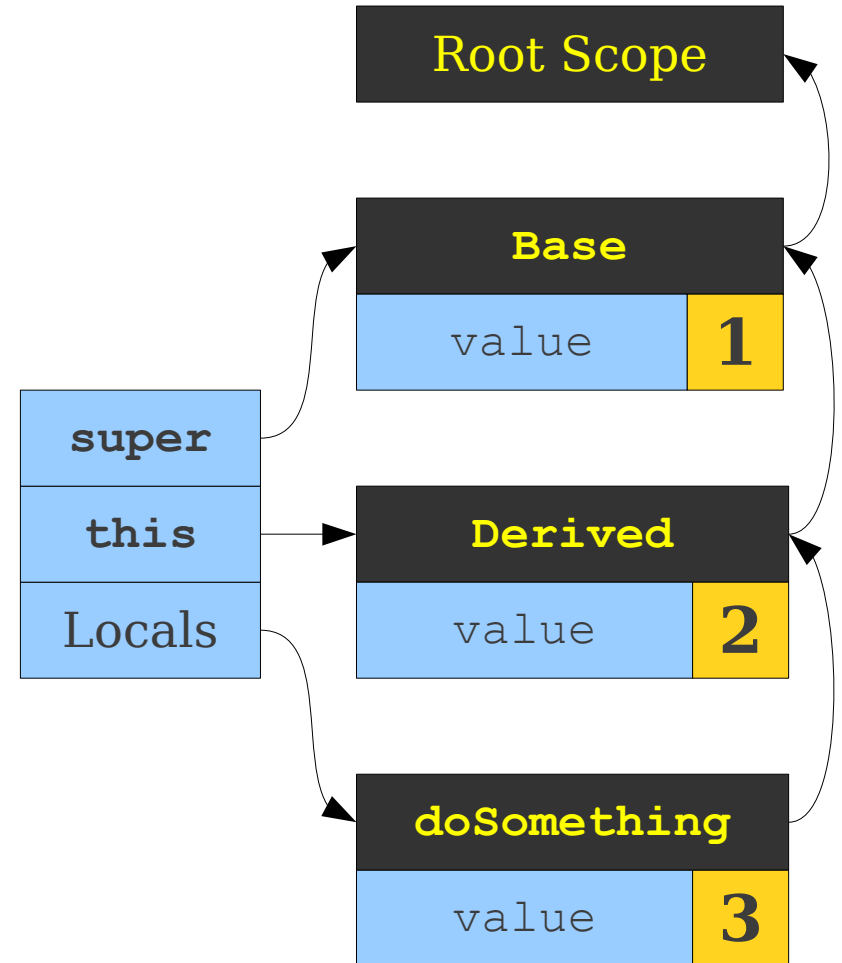 Root Scope
Base
value 1
super
this
Locals
Derived
value 2
doSomething
value 3